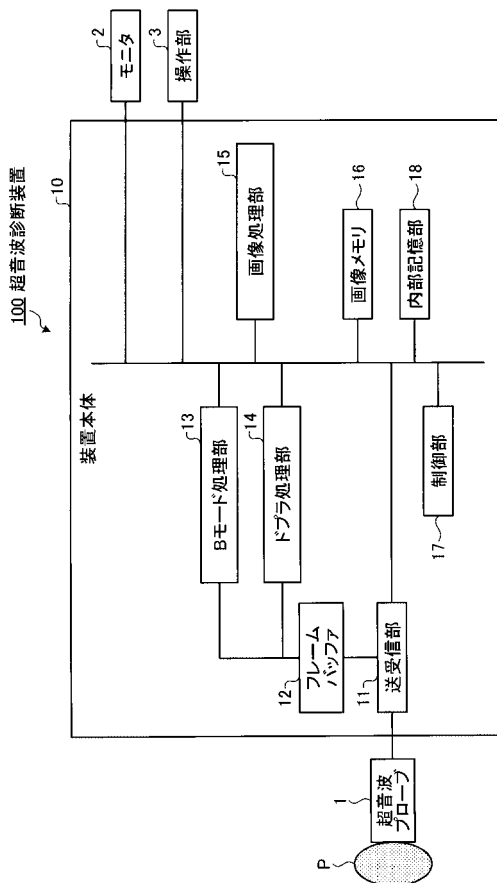 100 超音波診断装置
10
装置本体
P
1
超音波
プローブ
11
送受信部
12
フレーム
バッファ
13
Bモード処理部
14
ドプラ処理部
15
画像処理部
16
画像メモリ
17
制御部
18
内部記憶部
2
モニタ
3
操作部